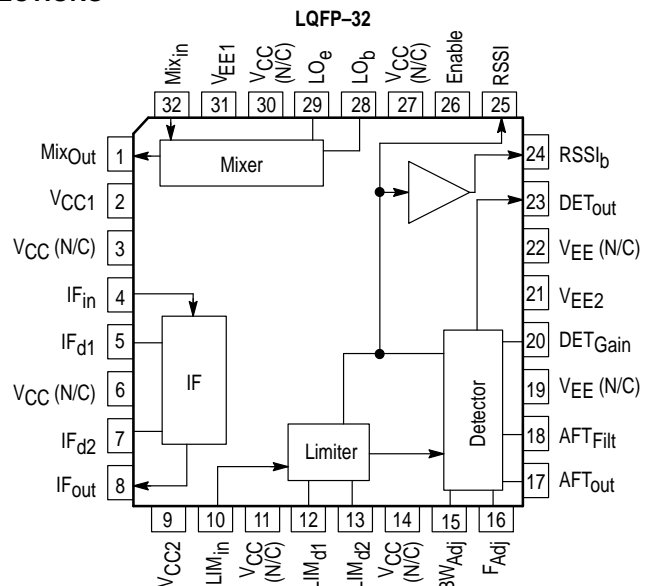 LQFP–32
Mixin
VEE1
VCC (N/C)
LOe
LOb
VCC (N/C)
Enable
RSSI
32 31 30 29 28 27 26 25
MixOut 1
VCC1 2
VCC (N/C) 3
IFin 4
IFd1 5
VCC (N/C) 6
IFd2 7
IFout 8
Mixer
IF
Limiter
Detector
24 RSSIb
23 DETout
22 VEE (N/C)
21 VEE2
20 DETGain
19 VEE (N/C)
18 AFTFilt
17 AFTout
9 10 11 12 13 14 15 16
VCC2
LIMin
VCC (N/C)
LIMd1
LIMd2
VCC (N/C)
BWAdj
FAdj